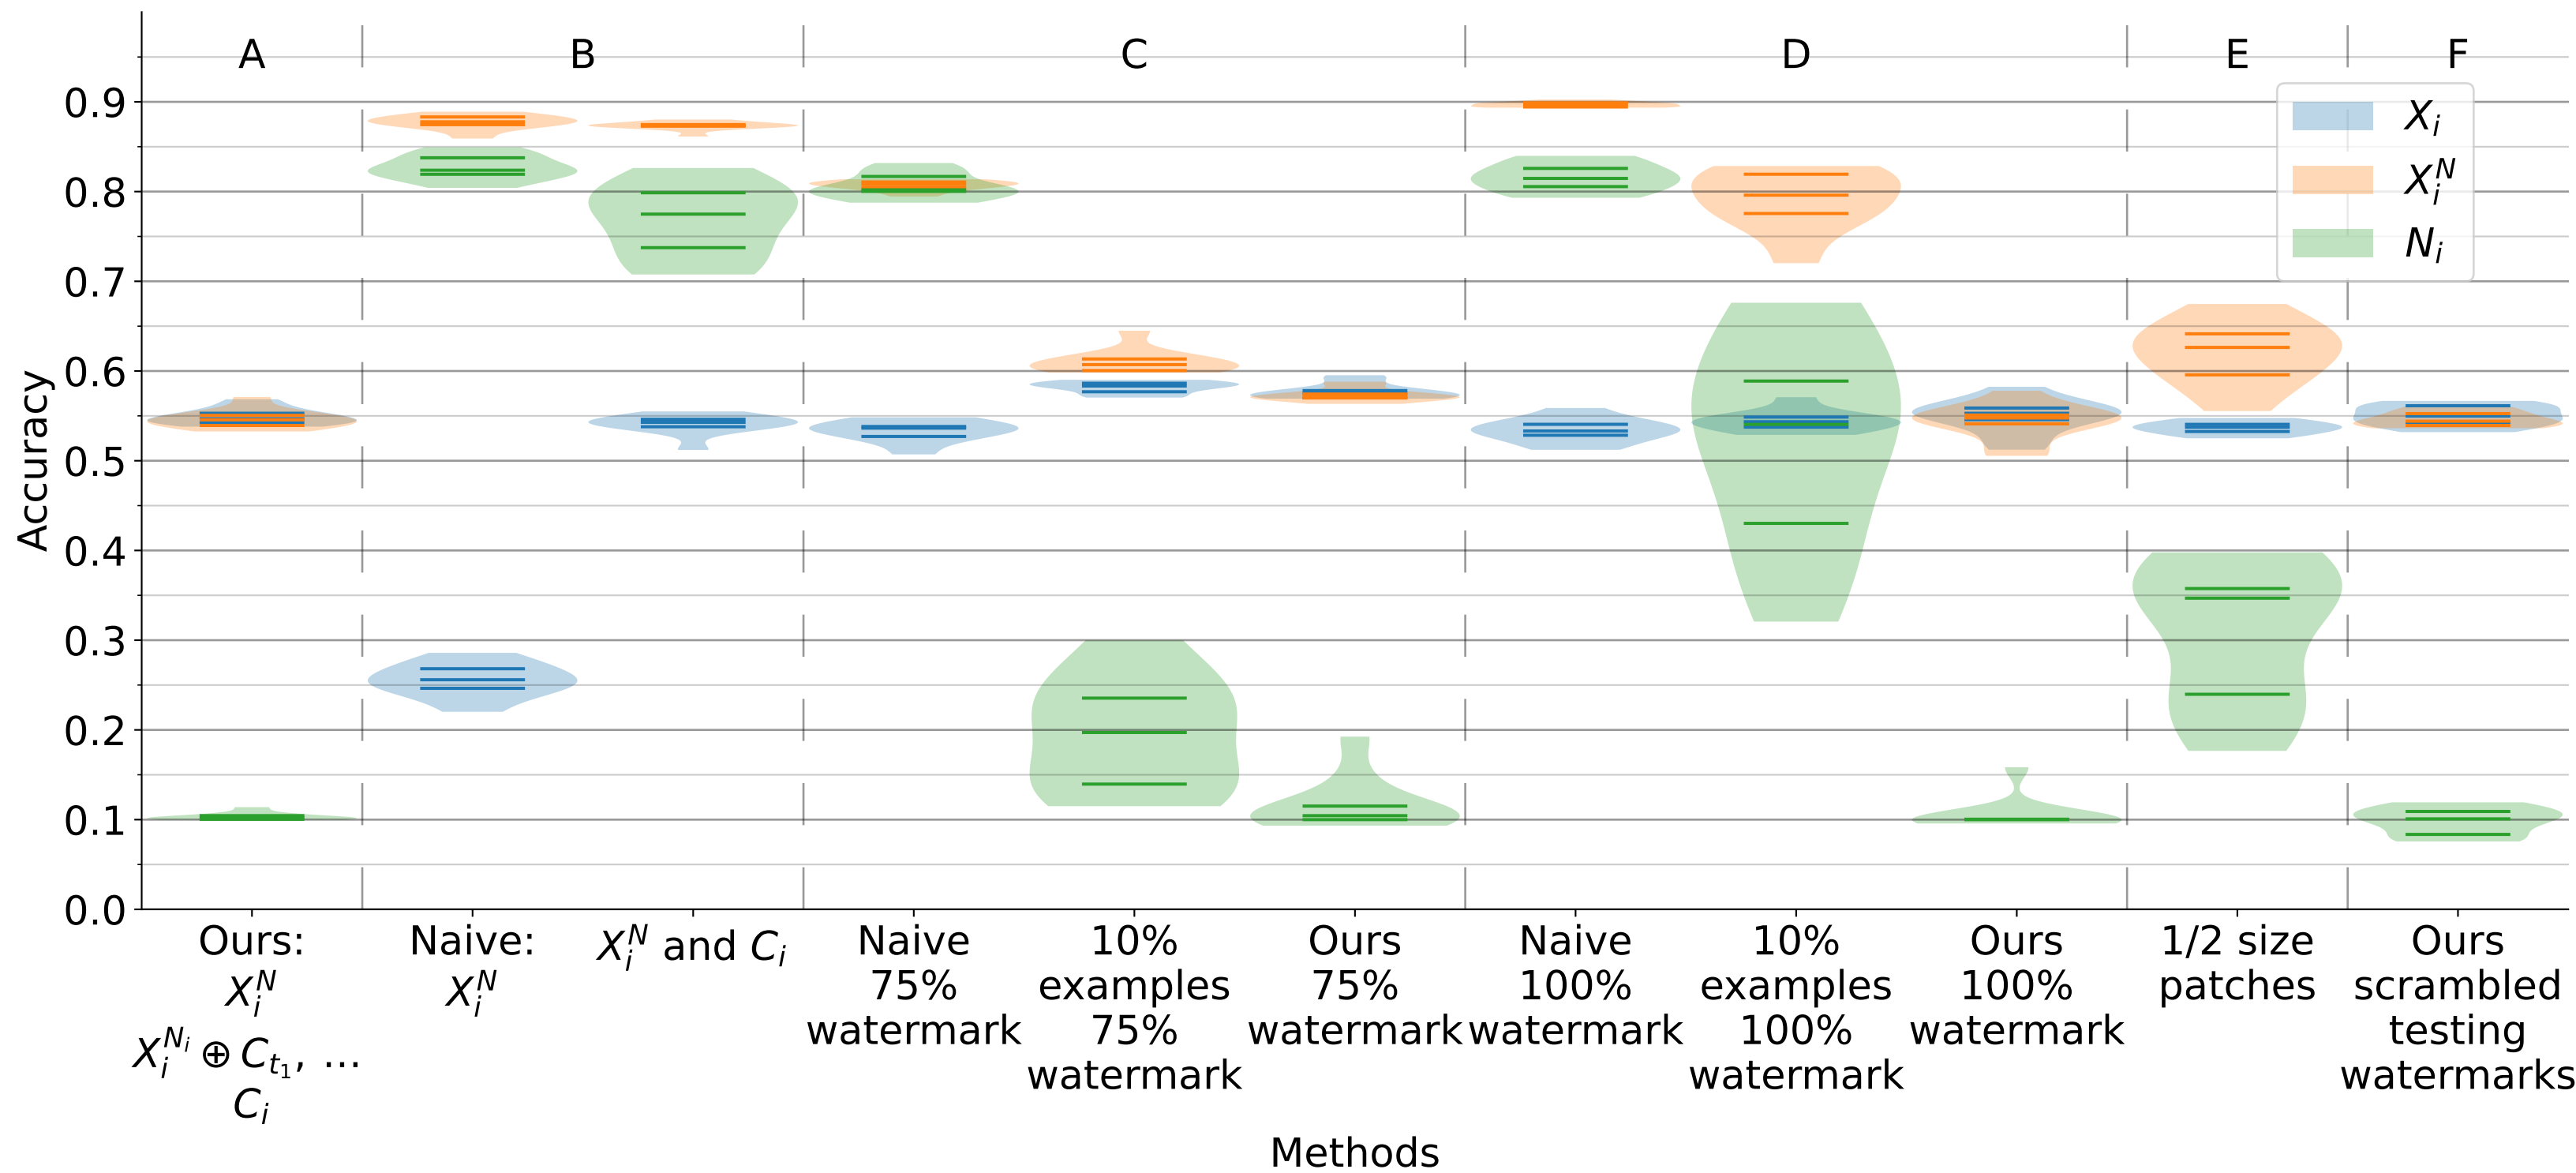 A B C D E F
Accuracy
0.9
0.8
0.7
0.6
0.5
0.4
0.3
0.2
0.1
0.0
X_i
X_i^N
N_i
Ours:
X_i^N
X_i^{N_i} ⊕ C_{t_1}, ...
C_i
Naive:
X_i^N
X_i^N and C_i
Naive
75%
watermark
10%
examples
75%
watermark
Ours
75%
watermark
Naive
100%
watermark
10%
examples
100%
watermark
Ours
100%
watermark
1/2 size
patches
Ours
scrambled
testing
watermarks
Methods